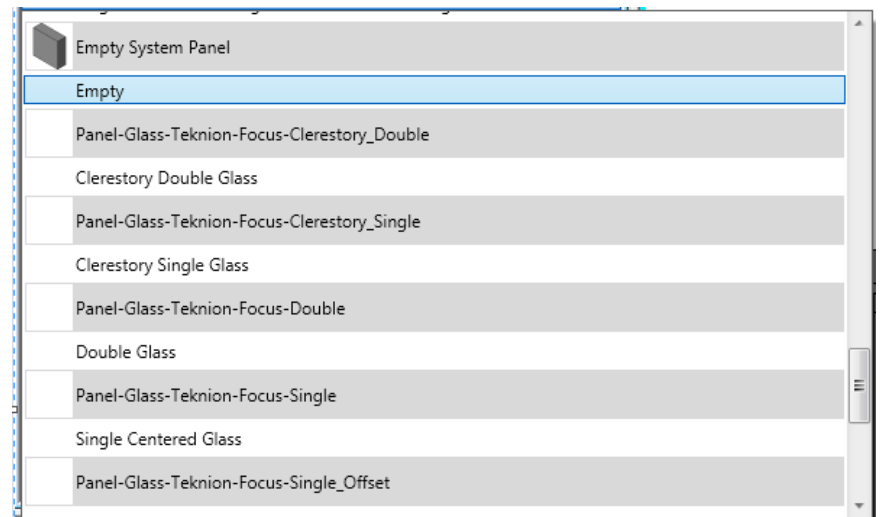 Empty System Panel
Empty
Panel-Glass-Teknion-Focus-Clerestory_Double
Clerestory Double Glass
Panel-Glass-Teknion-Focus-Clerestory_Single
Clerestory Single Glass
Panel-Glass-Teknion-Focus-Double
Double Glass
Panel-Glass-Teknion-Focus-Single
Single Centered Glass
Panel-Glass-Teknion-Focus-Single_Offset